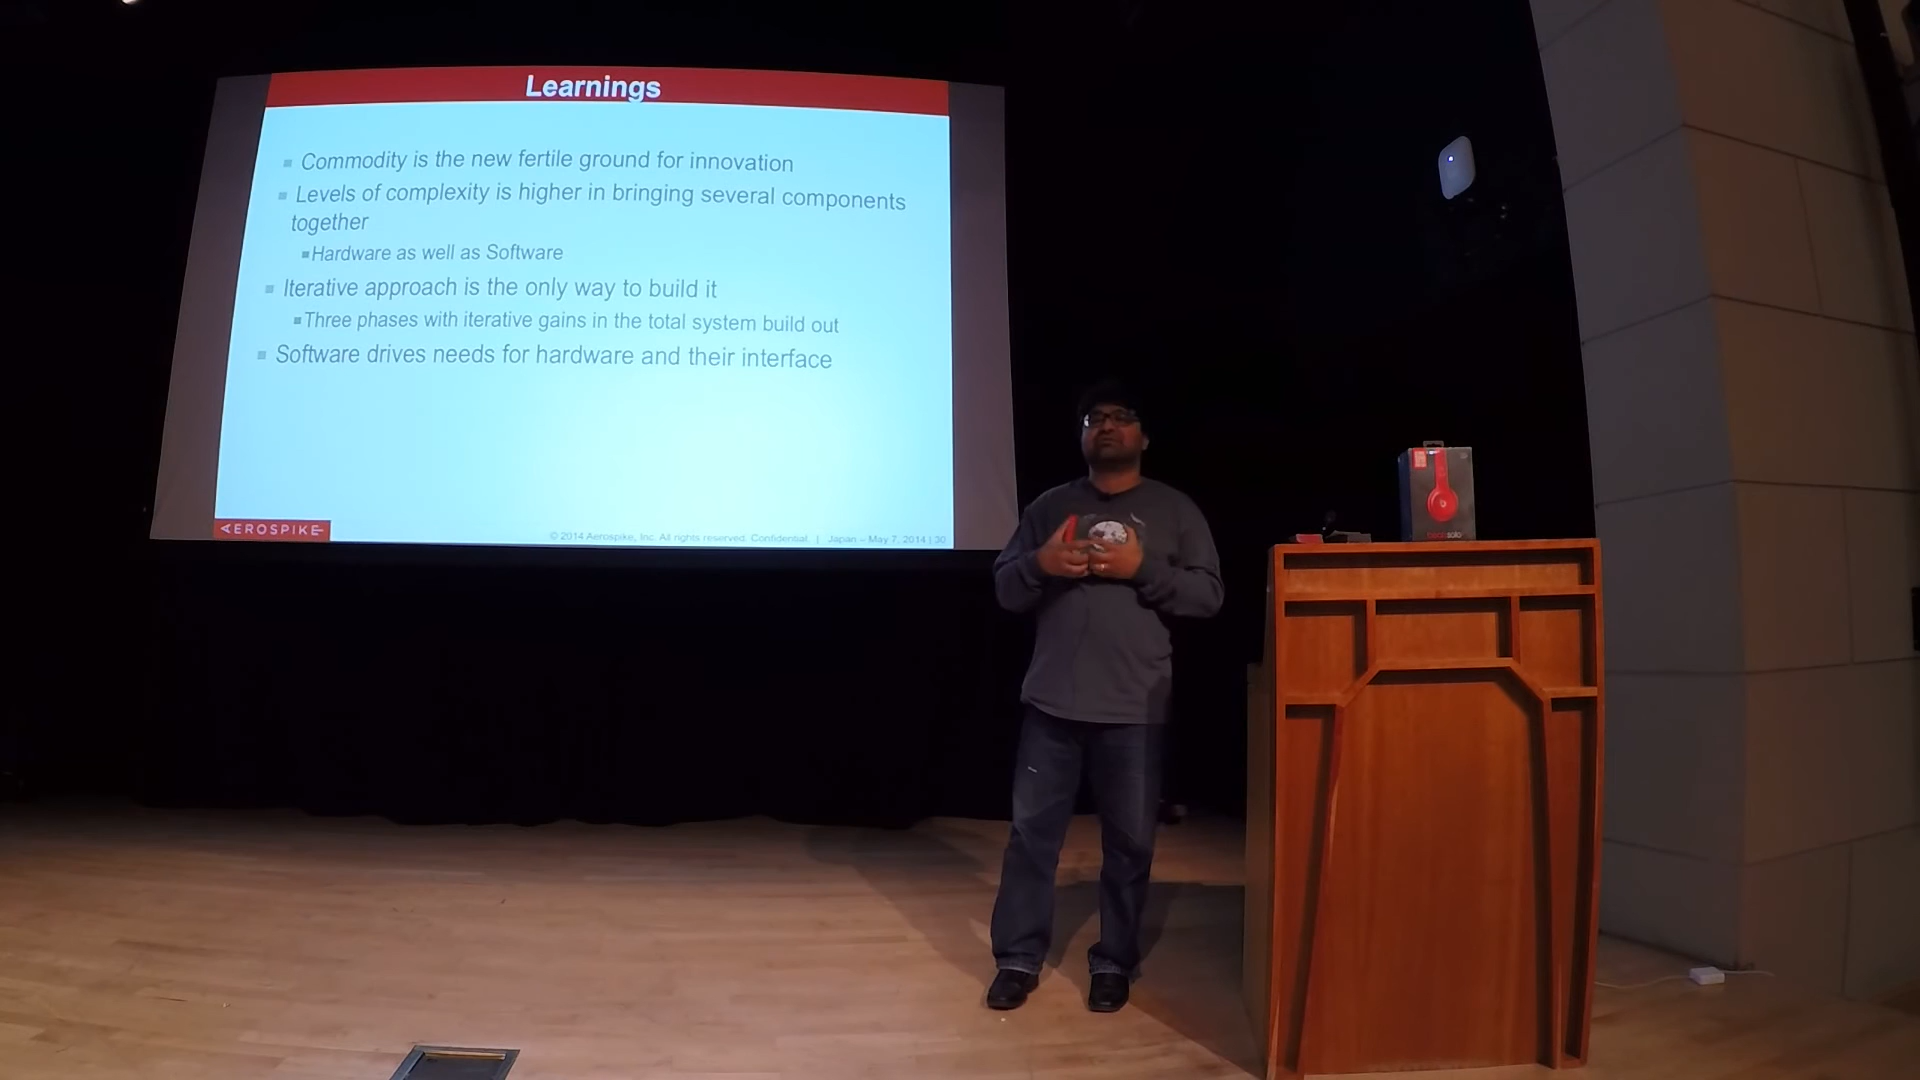 Learnings
Commodity is the new fertile ground for innovation
Levels of complexity is higher in bringing several components
together
Hardware as well as Software
Iterative approach is the only way to build it
Three phases with iterative gains in the total system build out
Software drives needs for hardware and their interface
AEROSPIKE
© 2014 Aerospike, Inc. All rights reserved. Confidential. | Japan – May 7, 2014 | 30
beats solo